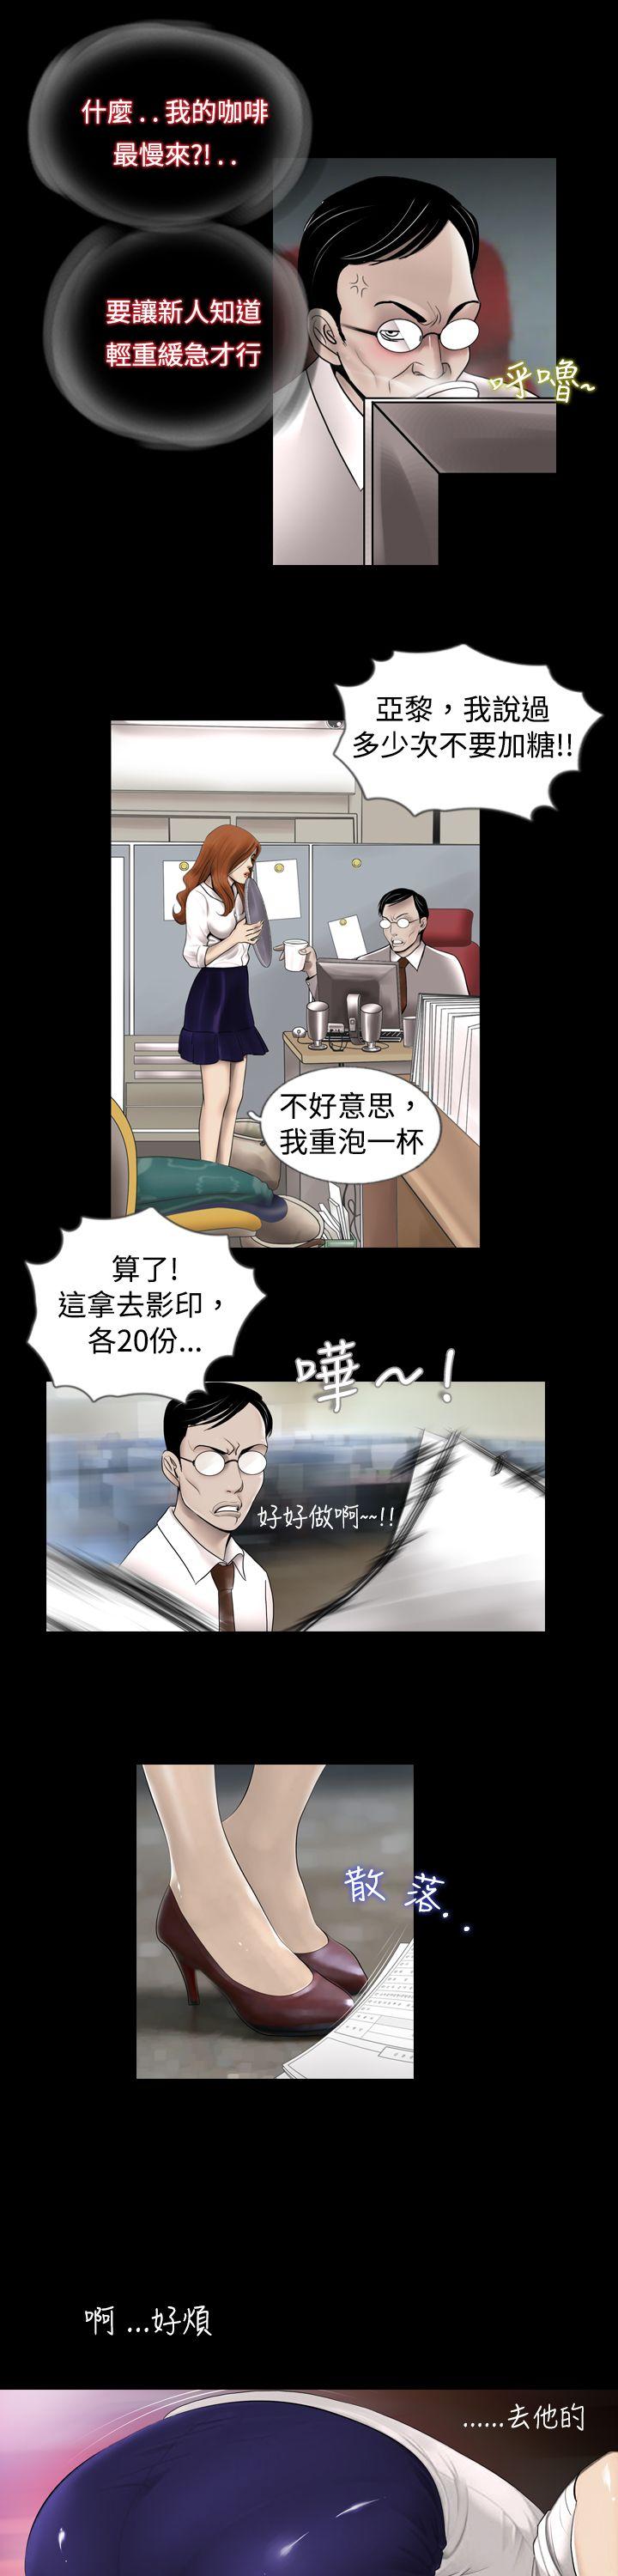 什麼..我的咖啡
最慢來?!..
要讓新人知道
輕重緩急才行
呼嚕~
亞黎，我說過
多少次不要加糖!!
不好意思，
我重泡一杯
算了!
這拿去影印，
各20份...
嘩~!
好好做啊~~!!
散落..
啊...好煩
......去他的